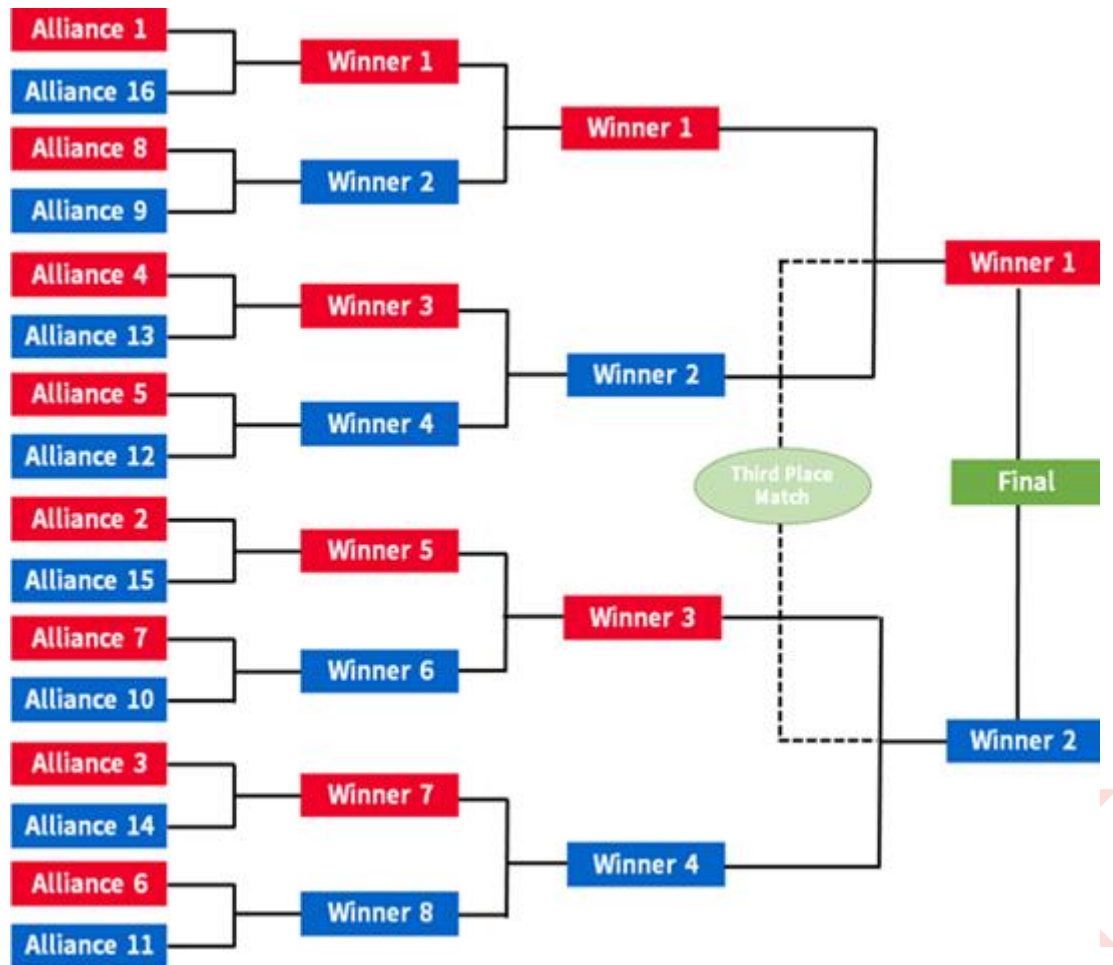 Alliance 1
Alliance 16
Alliance 8
Alliance 9
Alliance 4
Alliance 13
Alliance 5
Alliance 12
Alliance 2
Alliance 15
Alliance 7
Alliance 10
Alliance 3
Alliance 14
Alliance 6
Alliance 11
Winner 1
Winner 2
Winner 3
Winner 4
Winner 5
Winner 6
Winner 7
Winner 8
Winner 1
Winner 2
Winner 3
Winner 4
Third Place
Match
Winner 1
Final
Winner 2